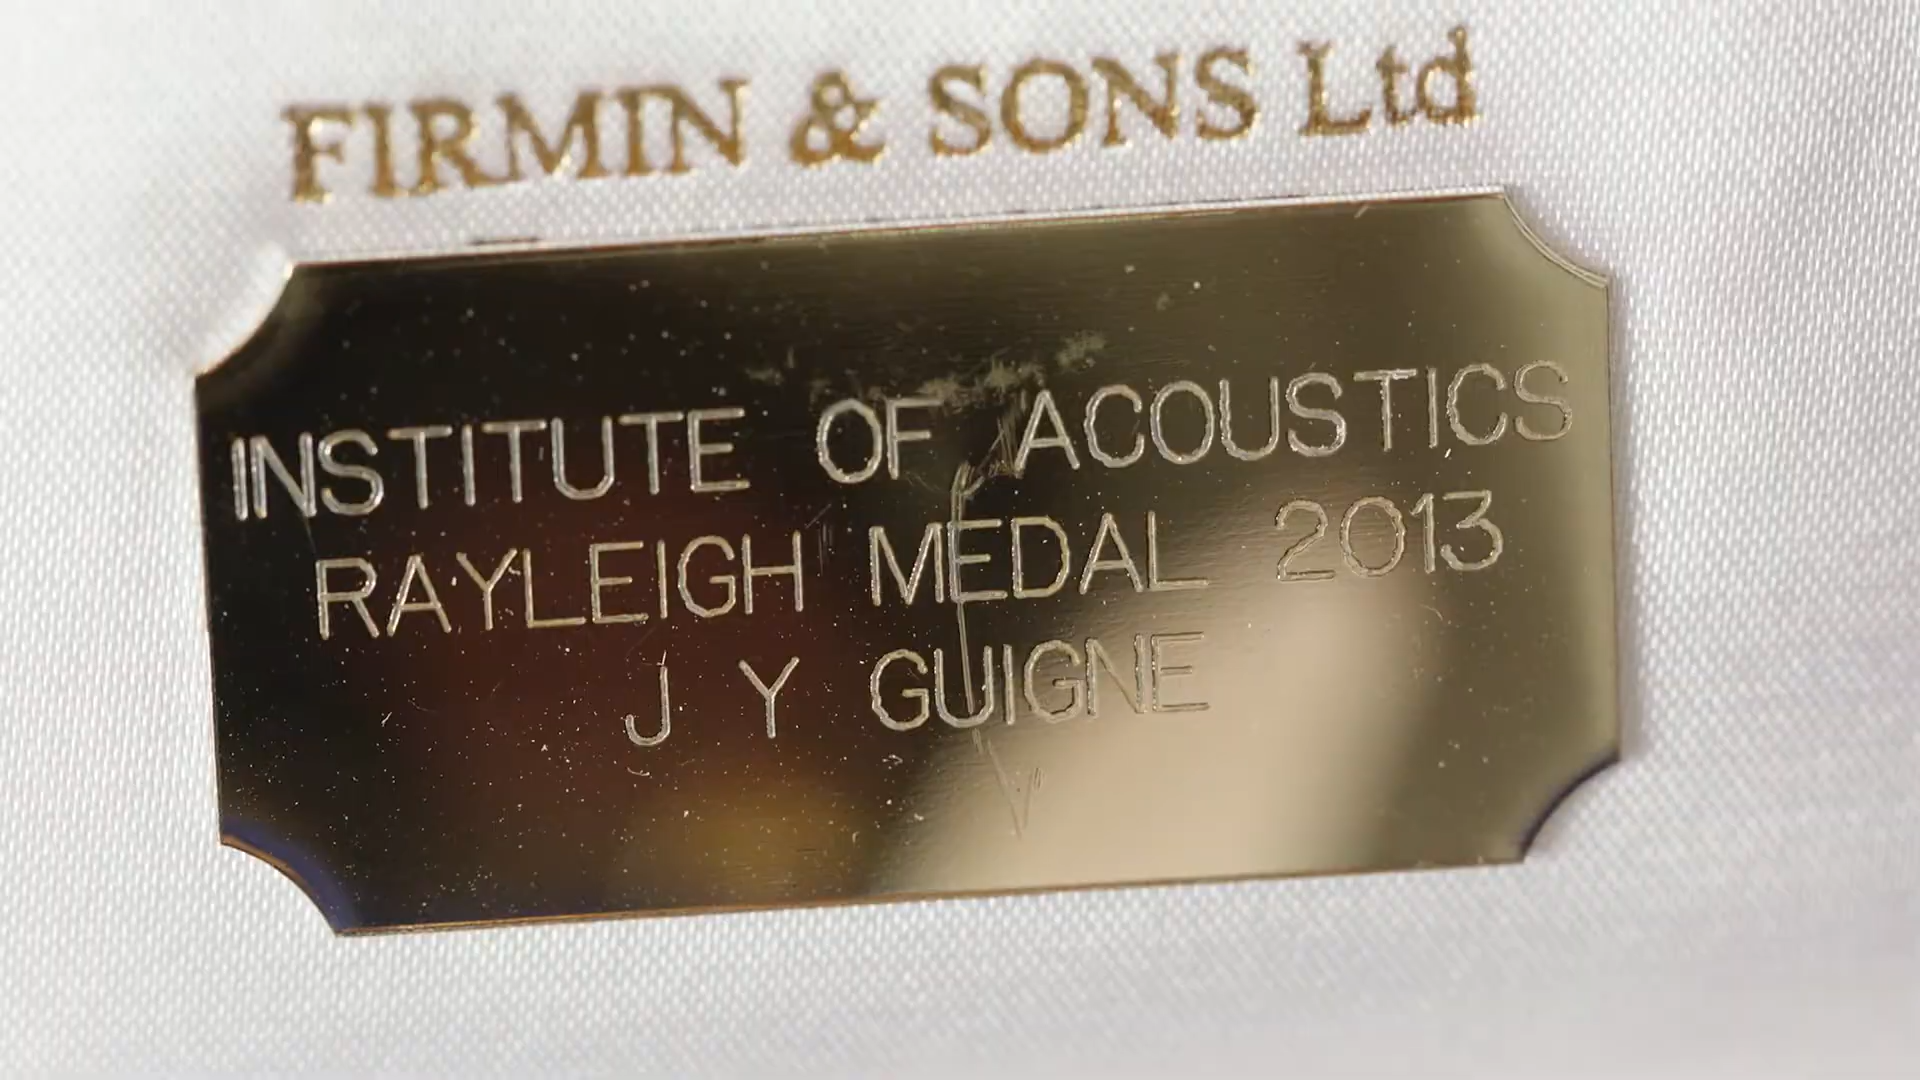 FIRMIN & SONS Ltd
INSTITUTE OF ACOUSTICS
RAYLEIGH MEDAL 2013
J Y GUIGNE